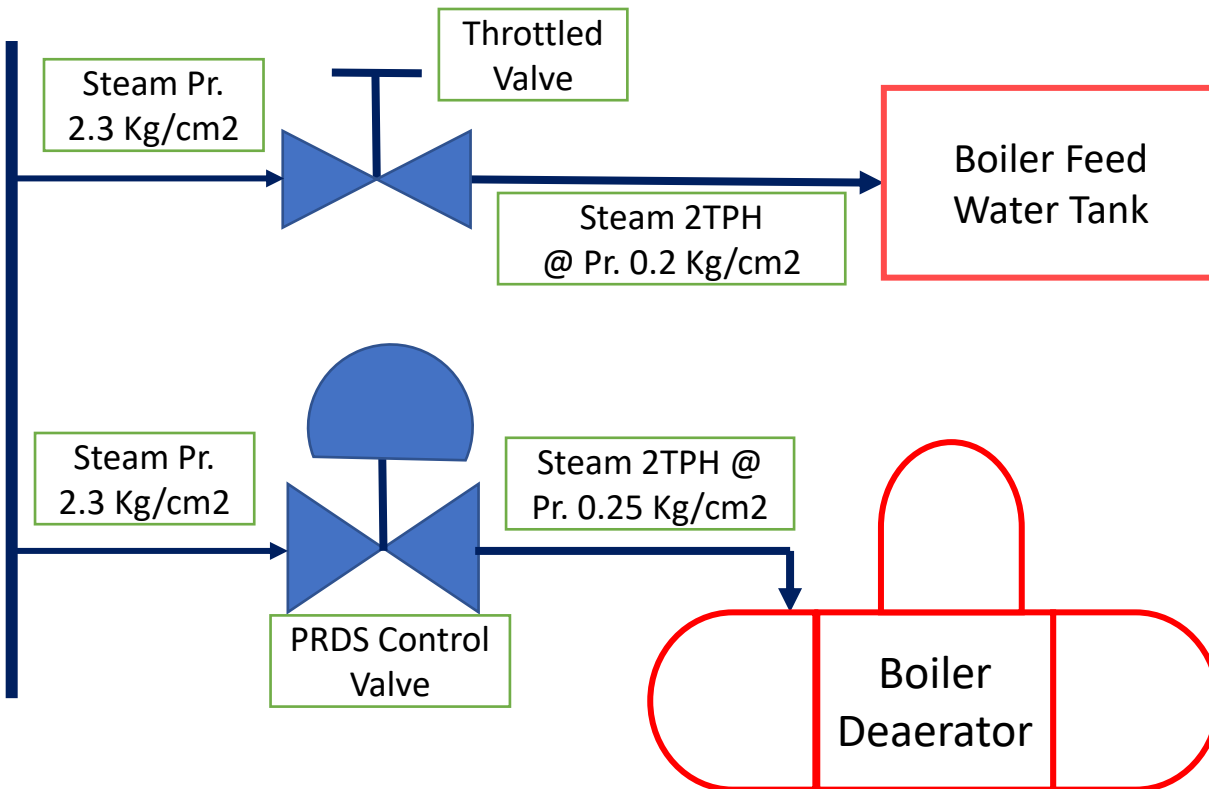 Throttled
Valve
Steam Pr.
2.3 Kg/cm2
Boiler Feed
Water Tank
Steam 2TPH
@ Pr. 0.2 Kg/cm2
Steam Pr.
2.3 Kg/cm2
Steam 2TPH @
Pr. 0.25 Kg/cm2
PRDS Control
Valve
Boiler
Deaerator